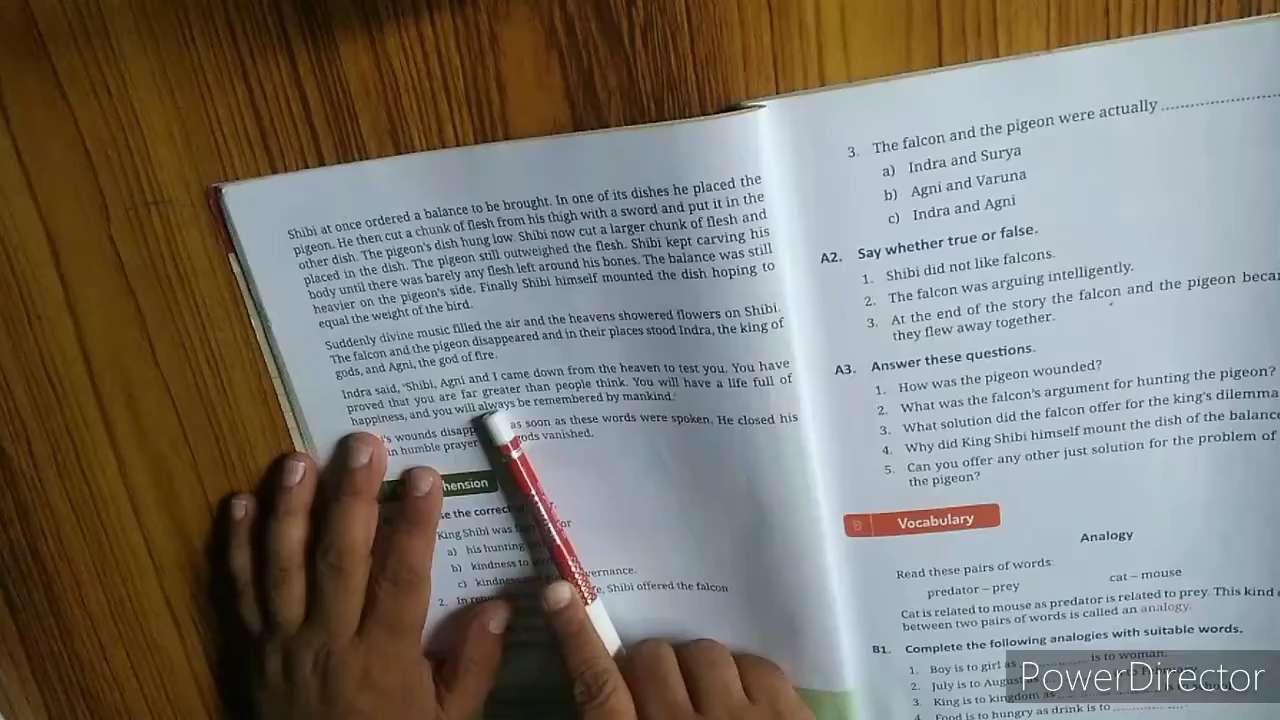 Shibi at once ordered a balance to be brought. In one of its dishes he placed the
pigeon. He then cut a chunk of flesh from his thigh with a sword and put it in the
other dish. The pigeon's dish hung low. Shibi now cut a larger chunk of flesh and
placed in the dish. The pigeon still outweighed the flesh. Shibi kept carving his
body until there was barely any flesh left around his bones. The balance was still
heavier on the pigeon's side. Finally Shibi himself mounted the dish hoping to
equal the weight of the bird.
Suddenly divine music filled the air and the heavens showered flowers on Shibi.
The falcon and the pigeon disappeared and in their places stood Indra, the king of
gods, and Agni, the god of fire.
Indra said, 'Shibi, Agni and I came down from the heaven to test you. You have
proved that you are far greater than people think. You will have a life full of
happiness, and you will always be remembered by mankind.'
wounds as soon as these words were spoken. He closed his
in humble prayer gods vanished.
the
King Shibi was
a) his hunting
b) kindness to
c)
2. Shibi offered the falcon
3. The falcon and the pigeon were actually ..............
a) Indra and Surya
b) Agni and Varuna
c) Indra and Agni
A2. Say whether true or false.
1. Shibi did not like falcons.
2. The falcon was arguing intelligently.
3. At the end of the story the falcon and the pigeon
they flew away together.
A3. Answer these questions.
1. How was the pigeon wounded?
2. What was the falcon's argument for hunting the pigeon?
3. What solution did the falcon offer for the king's
4. Why did King Shibi himself mount the dish of the
5. Can you offer any other just solution for the problem of
the pigeon?
B Vocabulary
Analogy
Read these pairs of words.
predator – prey cat – mouse
Cat is related to mouse as predator is related to prey. This kind
between two pairs of words is called an analogy.
B1. Complete the following analogies with suitable words.
1. Boy is to girl as .............. is to woman.
2. July is to August
3. King is to kingdom as
4. Food is to hungry as drink is to ..............
PowerDirector